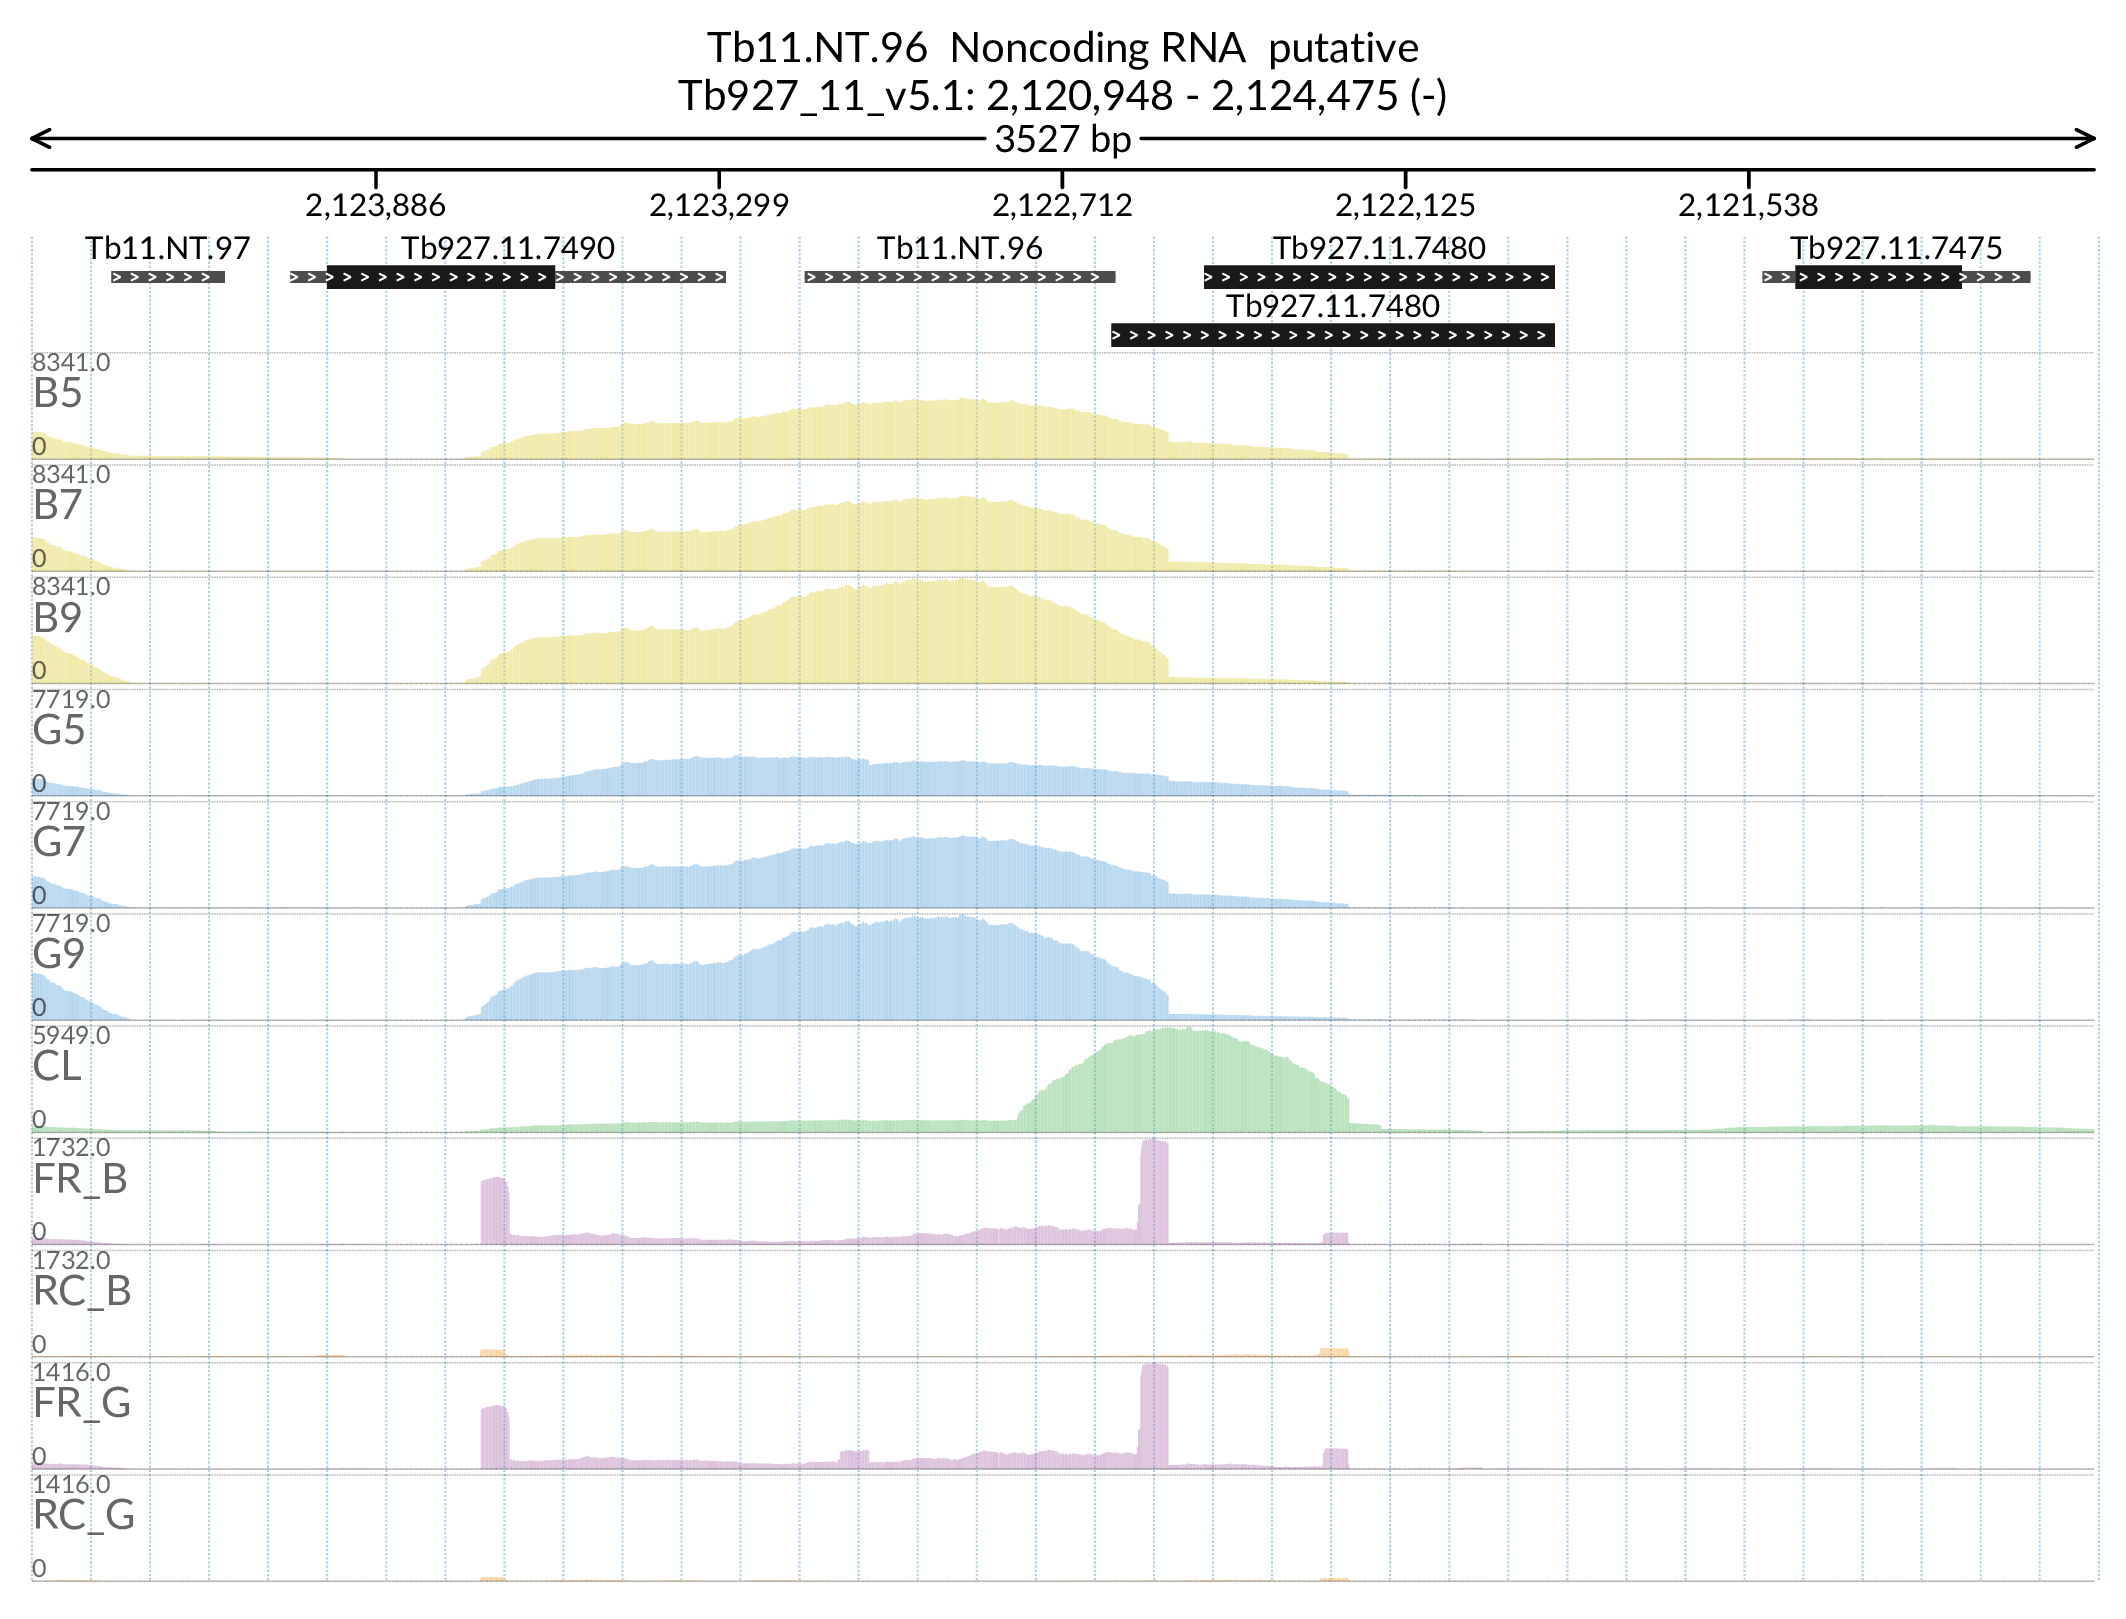 Tb11.NT.96  Noncoding RNA  putative
Tb927_11_v5.1: 2,120,948 - 2,124,475 (-)
3527 bp
2,123,886 2,123,299 2,122,712 2,122,125 2,121,538
Tb11.NT.97 Tb927.11.7490 Tb11.NT.96 Tb927.11.7480 Tb927.11.7475
Tb927.11.7480
8341.0
B5
0
8341.0
B7
0
8341.0
B9
0
7719.0
G5
0
7719.0
G7
0
7719.0
G9
0
5949.0
CL
0
1732.0
FR_B
0
1732.0
RC_B
0
1416.0
FR_G
0
1416.0
RC_G
0